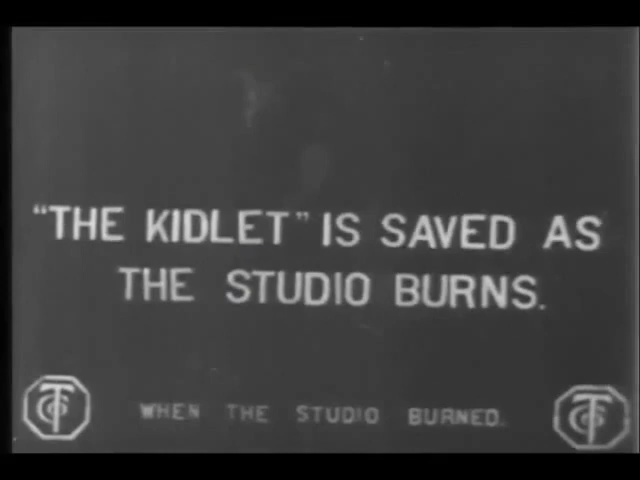 “THE KIDLET” IS SAVED AS
THE STUDIO BURNS.
WHEN THE STUDIO BURNED.